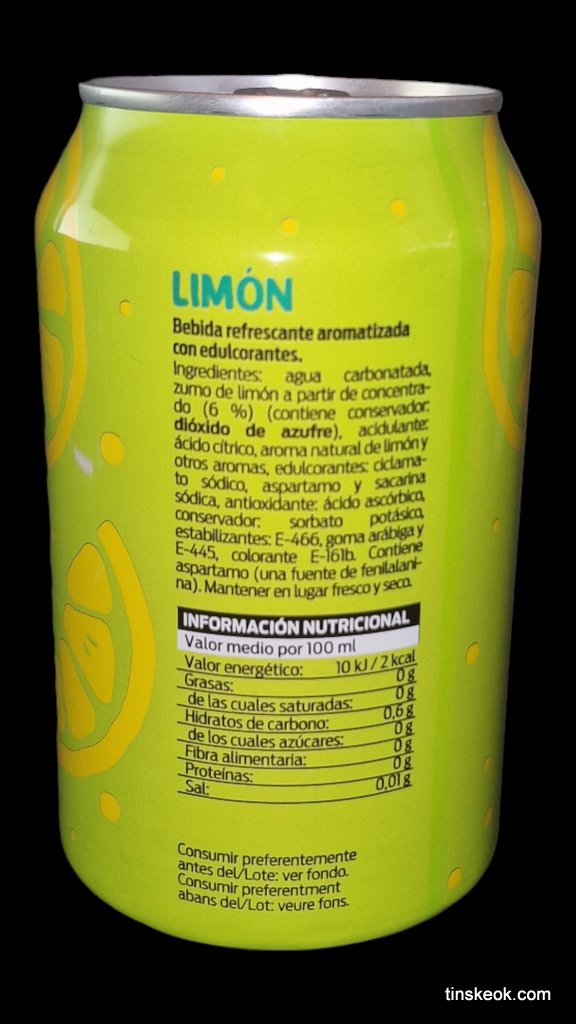 LIMÓN
Bebida refrescante aromatizada
con edulcorantes.
Ingredientes: agua carbonatada,
zumo de limón a partir de concentra-
do (6 %) (contiene conservador:
dióxido de azufre), acidulante:
ácido cítrico, aroma natural de limón y
otros aromas, edulcorantes: ciclama-
to sódico, aspartamo y sacarina
sódica, antioxidante: ácido ascórbico,
conservador: sorbato potásico,
estabilizantes: E-466, goma arábiga y
E-445, colorante E-161b. Contiene
aspartamo (una fuente de fenilalani-
na). Mantener en lugar fresco y seco.
INFORMACIÓN NUTRICIONAL
Valor medio por 100 ml
Valor energético: 10 kJ / 2 kcal
Grasas: 0 g
de las cuales saturadas: 0 g
Hidratos de carbono: 0,6 g
de los cuales azúcares: 0 g
Fibra alimentaria: 0 g
Proteínas: 0 g
Sal: 0,01 g
Consumir preferentemente
antes del/Lote: ver fondo.
Consumir preferentment
abans del/Lot: veure fons.
tinskeok.com